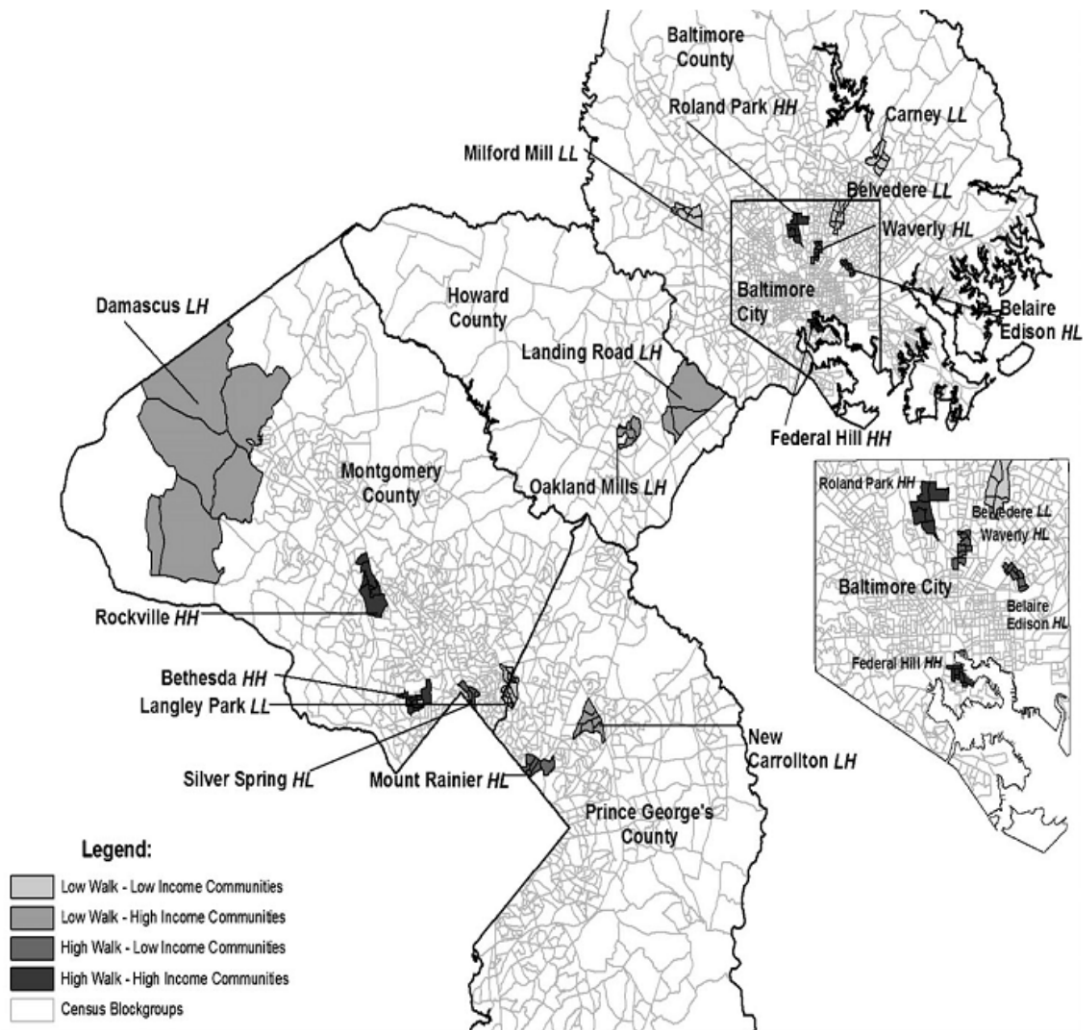 Baltimore
County
Roland Park HH
Carney LL
Milford Mill LL
Belvedere LL
Waverly HL
Damascus LH
Howard
County
Baltimore
City
Belaire
Edison HL
Landing Road LH
Federal Hill HH
Montgomery
County
Oakland Mills LH
Roland Park HH
Belvedere LL
Waverly HL
Baltimore City
Belaire
Edison HL
Rockville HH
Federal Hill HH
Bethesda HH
Langley Park LL
New
Carrollton LH
Silver Spring HL
Mount Rainier HL
Prince George's
County
Legend:
Low Walk - Low Income Communities
Low Walk - High Income Communities
High Walk - Low Income Communities
High Walk - High Income Communities
Census Blockgroups